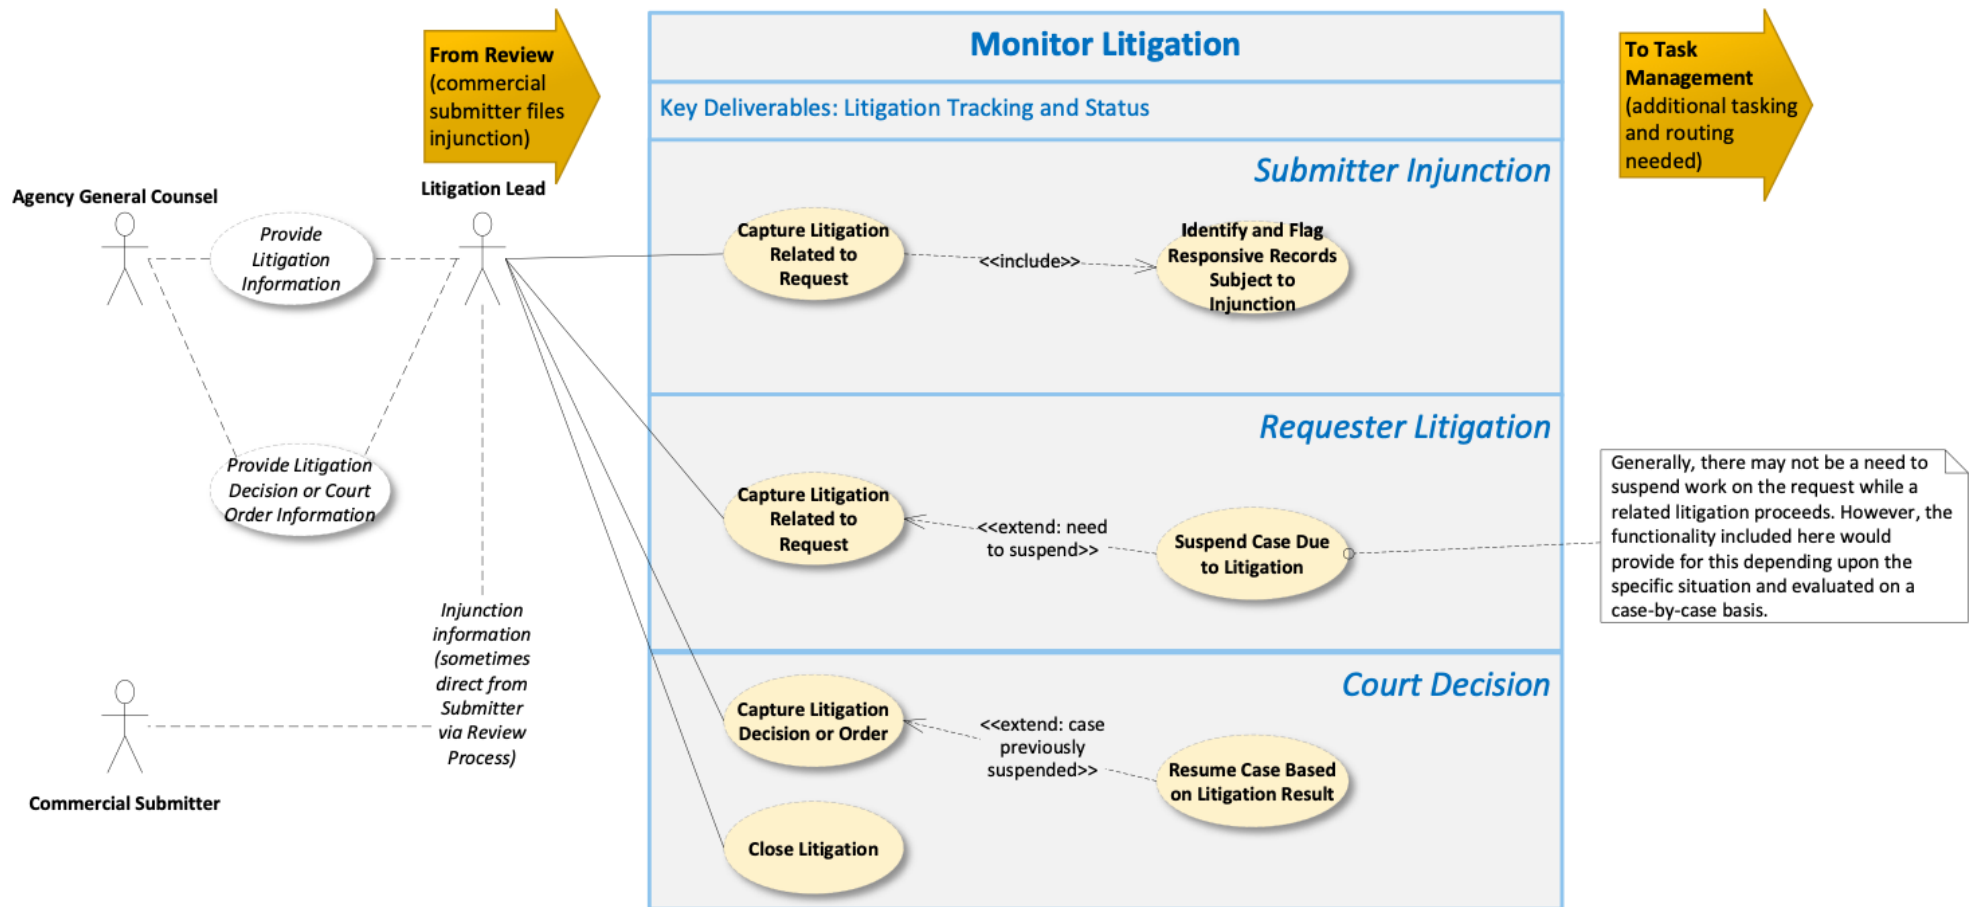 From Review
(commercial
submitter files
injunction)
Monitor Litigation
Key Deliverables: Litigation Tracking and Status
To Task
Management
(additional tasking
and routing
needed)
Agency General Counsel
Litigation Lead
Provide
Litigation
Information
Provide Litigation
Decision or Court
Order Information
Injunction
information
(sometimes
direct from
Submitter
via Review
Process)
Commercial Submitter
Submitter Injunction
Capture Litigation
Related to
Request
<<include>>
Identify and Flag
Responsive Records
Subject to
Injunction
Requester Litigation
Capture Litigation
Related to
Request
<<extend: need
to suspend>>
Suspend Case Due
to Litigation
Generally, there may not be a need to
suspend work on the request while a
related litigation proceeds. However, the
functionality included here would
provide for this depending upon the
specific situation and evaluated on a
case-by-case basis.
Court Decision
Capture Litigation
Decision or Order
<<extend: case
previously
suspended>>
Resume Case Based
on Litigation Result
Close Litigation